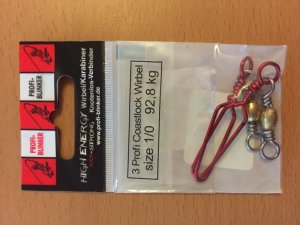 PROFI-
BLINKER
PROFI-
BLINKER
HIGH ENERGY
Wirbel/Karabiner
Knotenlos-Verbinder
www.profi-blinker.de
3 Profi Coastlock Wirbel
size 1/0 92,8 kg